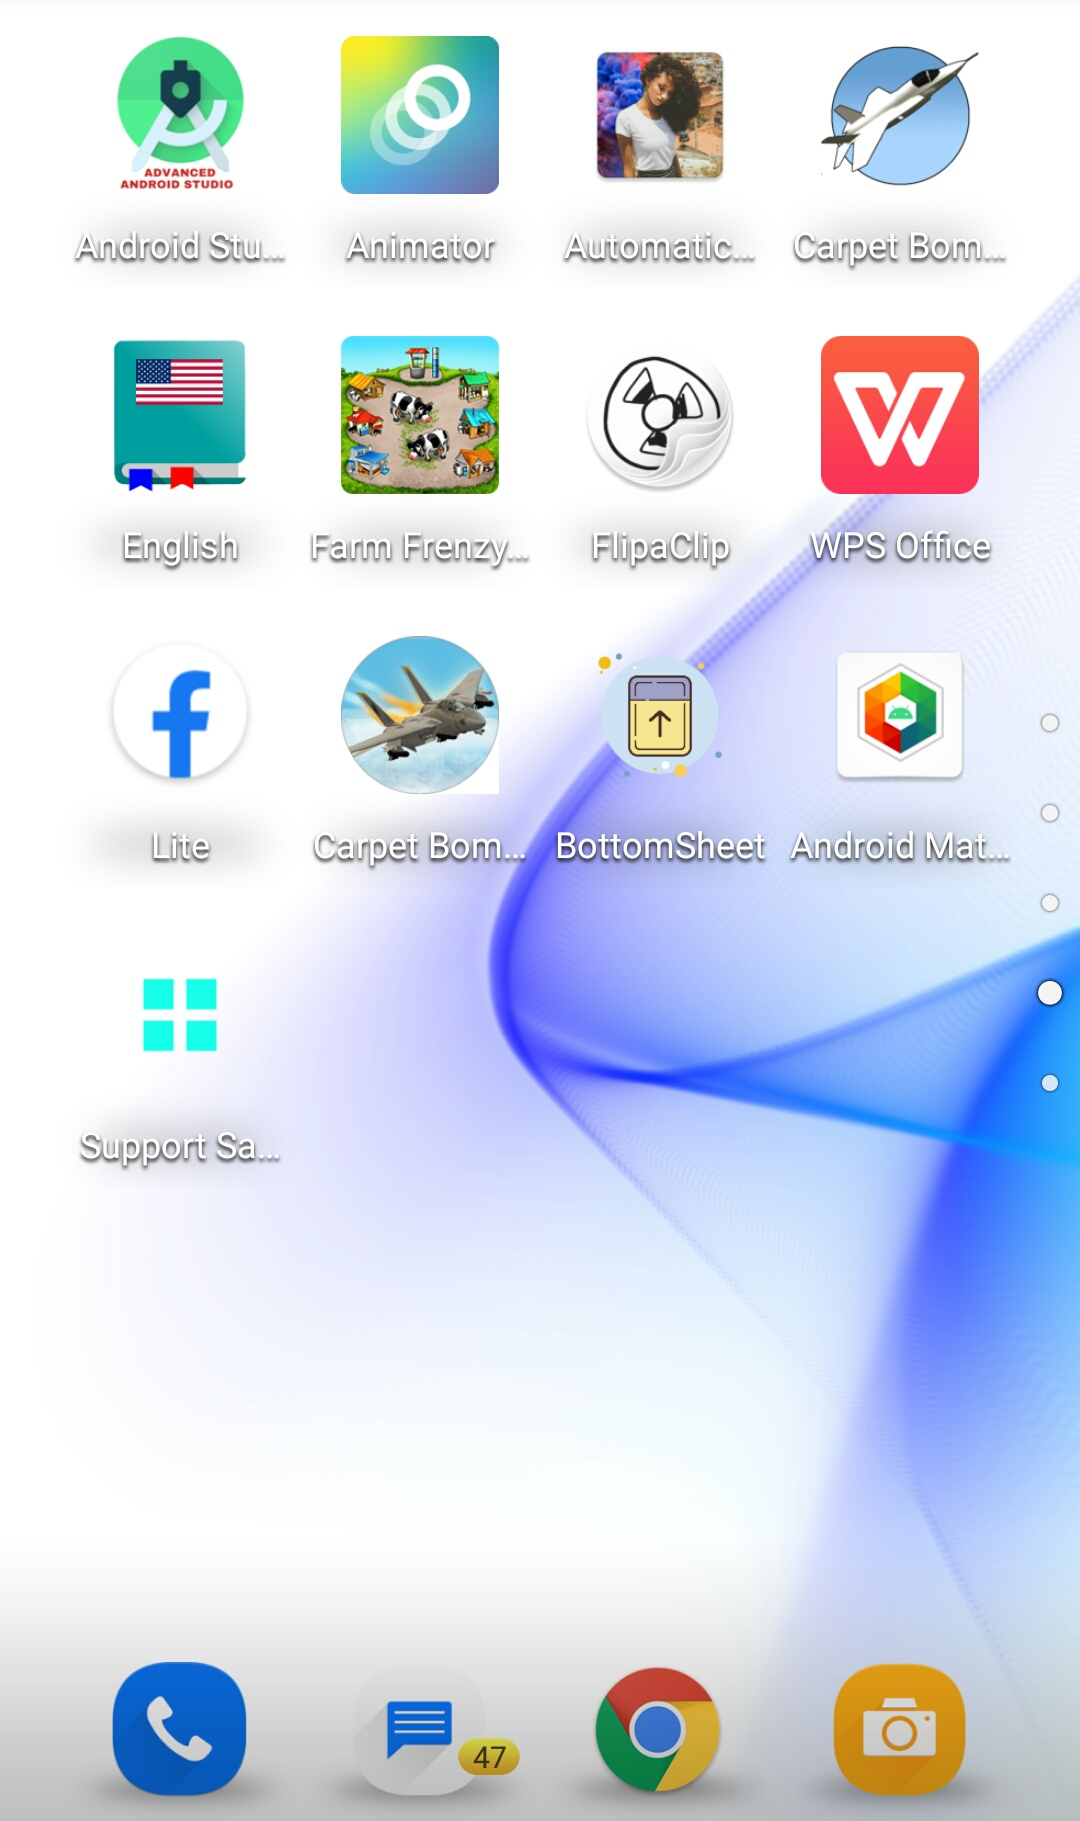 ADVANCED
ANDROID STUDIO
Android Stu...
Animator
Automatic...
Carpet Bom...
English
Farm Frenzy...
FlipaClip
WPS Office
Lite
Carpet Bom...
BottomSheet
Android Mat...
Support Sa...
47